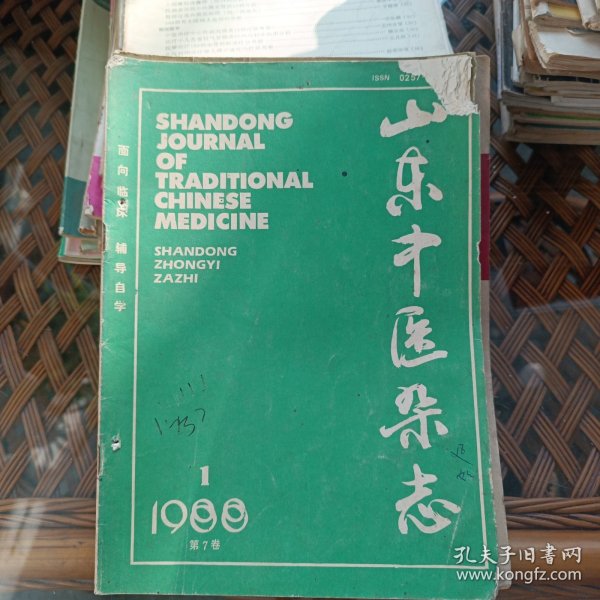 ISSN 0257
SHANDONG
JOURNAL
OF
TRADITIONAL
CHINESE
MEDICINE
SHANDONG
ZHONGYI
ZAZHI
山东中医杂志
面向临床 辅导自学
1
1988
第7卷
孔夫子旧书网
www.kongfz.com